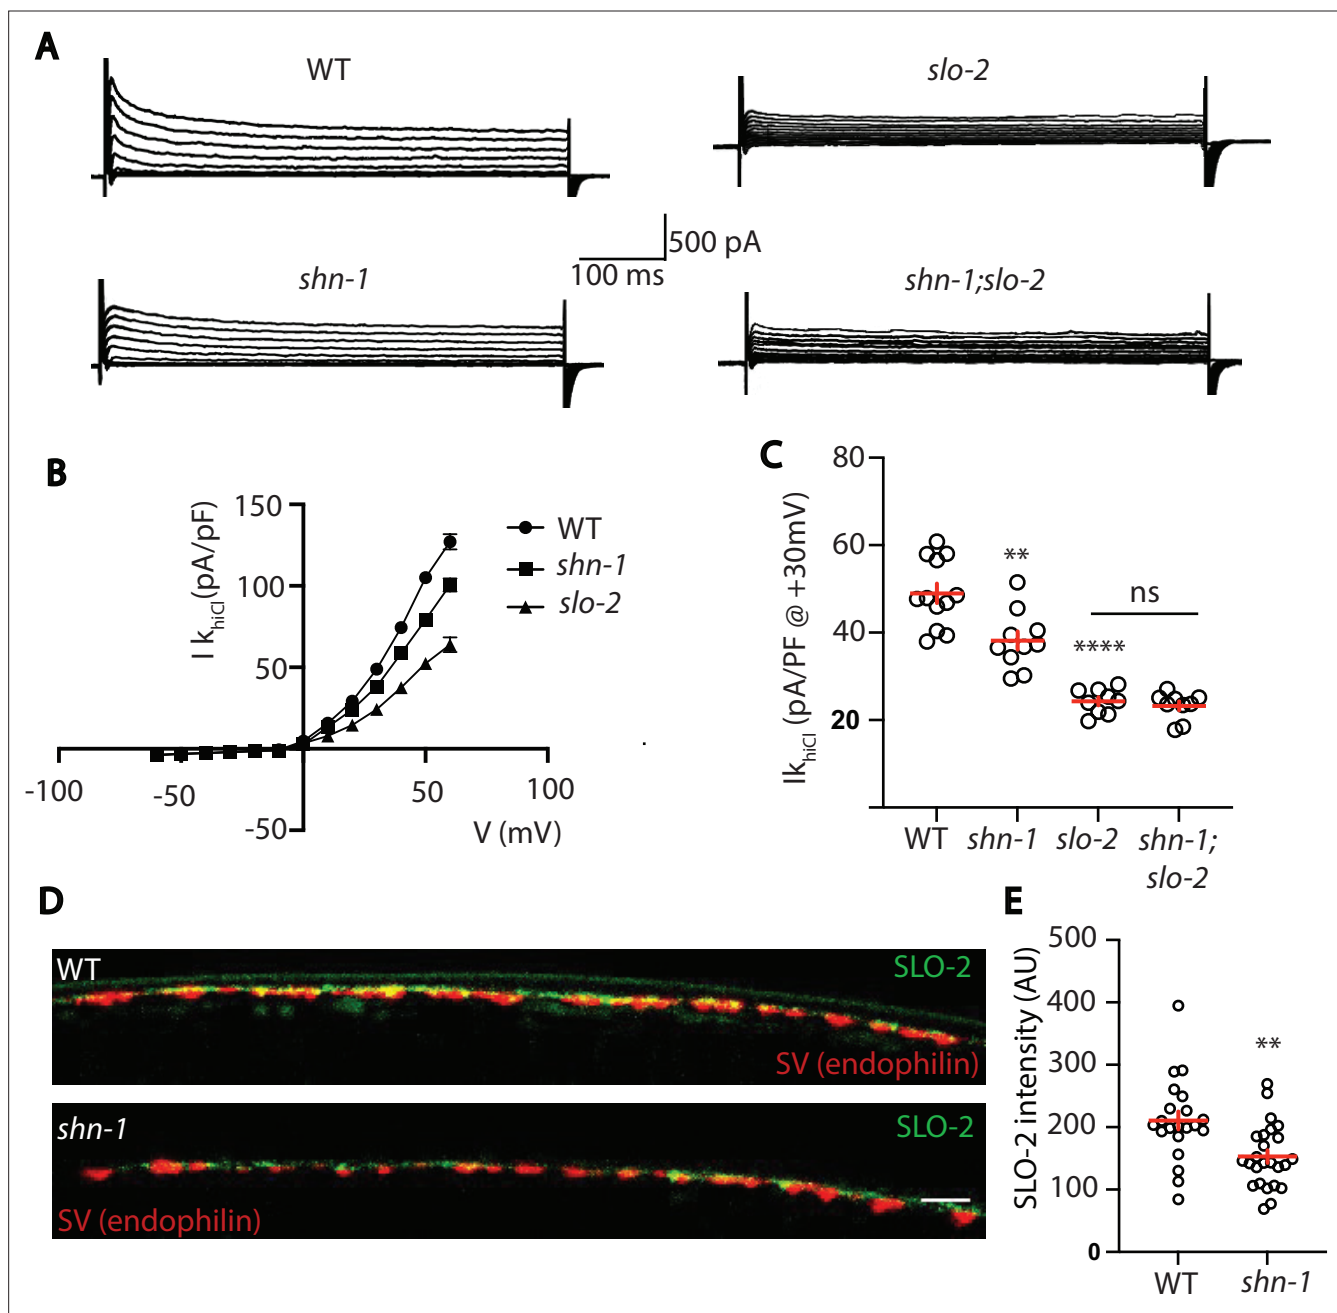 A
WT
slo-2
500 pA
100 ms
shn-1
shn-1;slo-2
B
I k_hiCl (pA/pF)
150
100
50
-50
-100
-50
50
100
V (mV)
WT
shn-1
slo-2
C
Ik_hiCl (pA/PF @ +30mV)
80
60
40
20
**
****
ns
WT
shn-1
slo-2
shn-1;
slo-2
D
WT
SLO-2
SV (endophilin)
shn-1
SLO-2
SV (endophilin)
E
SLO-2 intensity (AU)
500
400
300
200
100
0
**
WT
shn-1